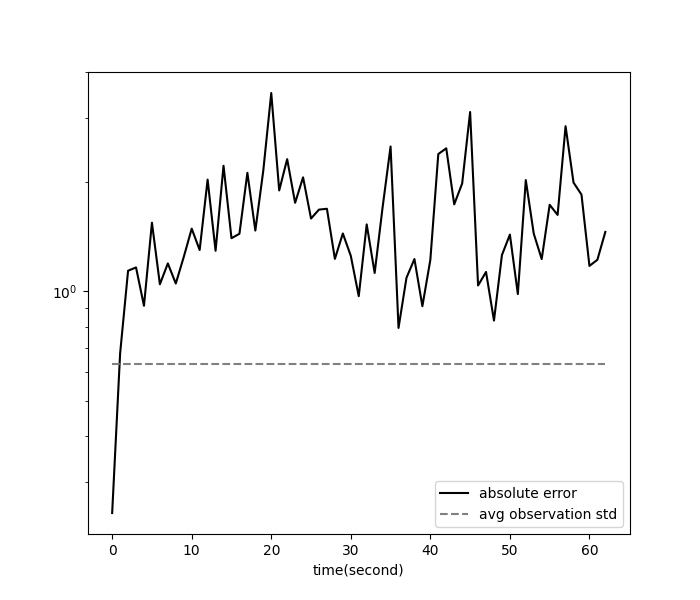 10⁰
0 10 20 30 40 50 60
time(second)
absolute error
avg observation std